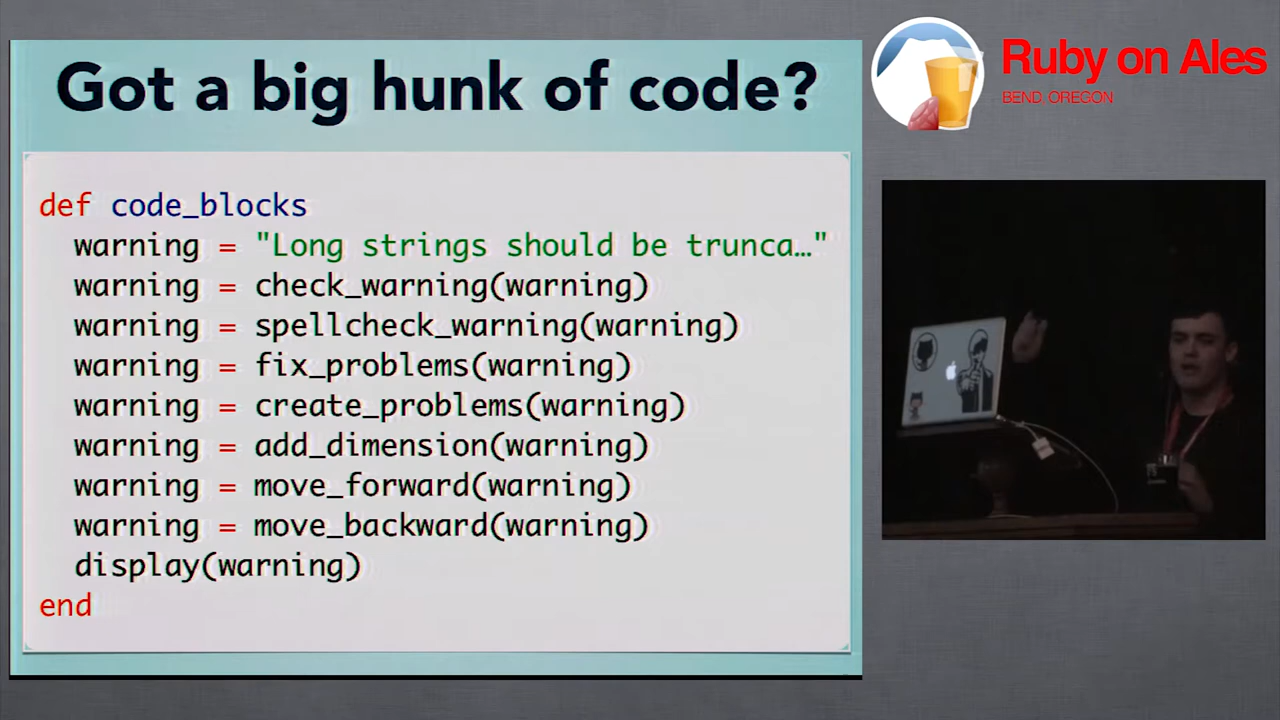 Got a big hunk of code?
def code_blocks
warning = "Long strings should be trunca…"
warning = check_warning(warning)
warning = spellcheck_warning(warning)
warning = fix_problems(warning)
warning = create_problems(warning)
warning = add_dimension(warning)
warning = move_forward(warning)
warning = move_backward(warning)
display(warning)
end
Ruby on Ales
BEND OREGON